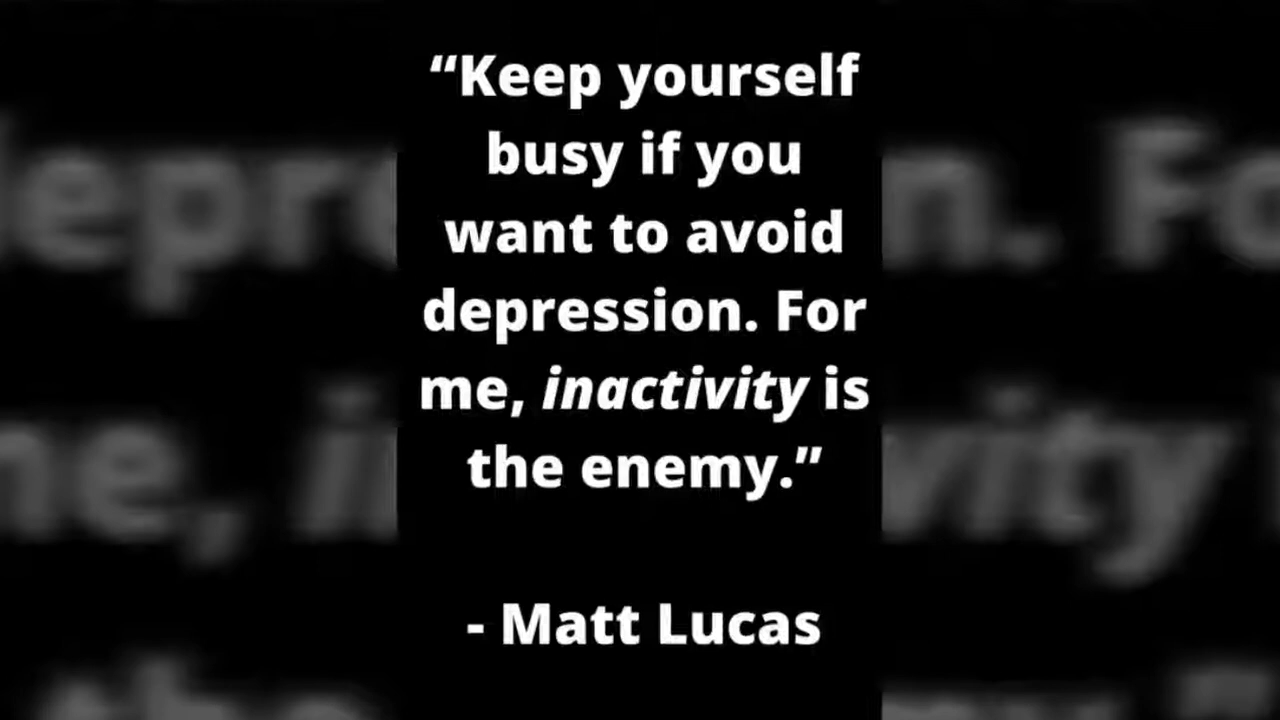 “Keep yourself
busy if you
want to avoid
depression. For
me, inactivity is
the enemy.”
- Matt Lucas